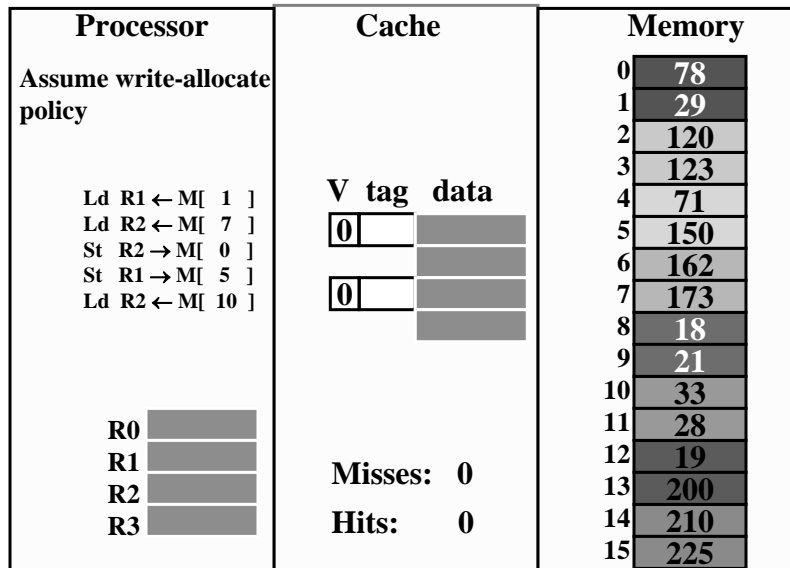 Processor
Assume write-allocate
policy
Ld R1 ← M[ 1 ]
Ld R2 ← M[ 7 ]
St R2 → M[ 0 ]
St R1 → M[ 5 ]
Ld R2 ← M[ 10 ]
R0
R1
R2
R3
Cache
V tag data
0
0
Misses: 0
Hits: 0
Memory
0 78
1 29
2 120
3 123
4 71
5 150
6 162
7 173
8 18
9 21
10 33
11 28
12 19
13 200
14 210
15 225